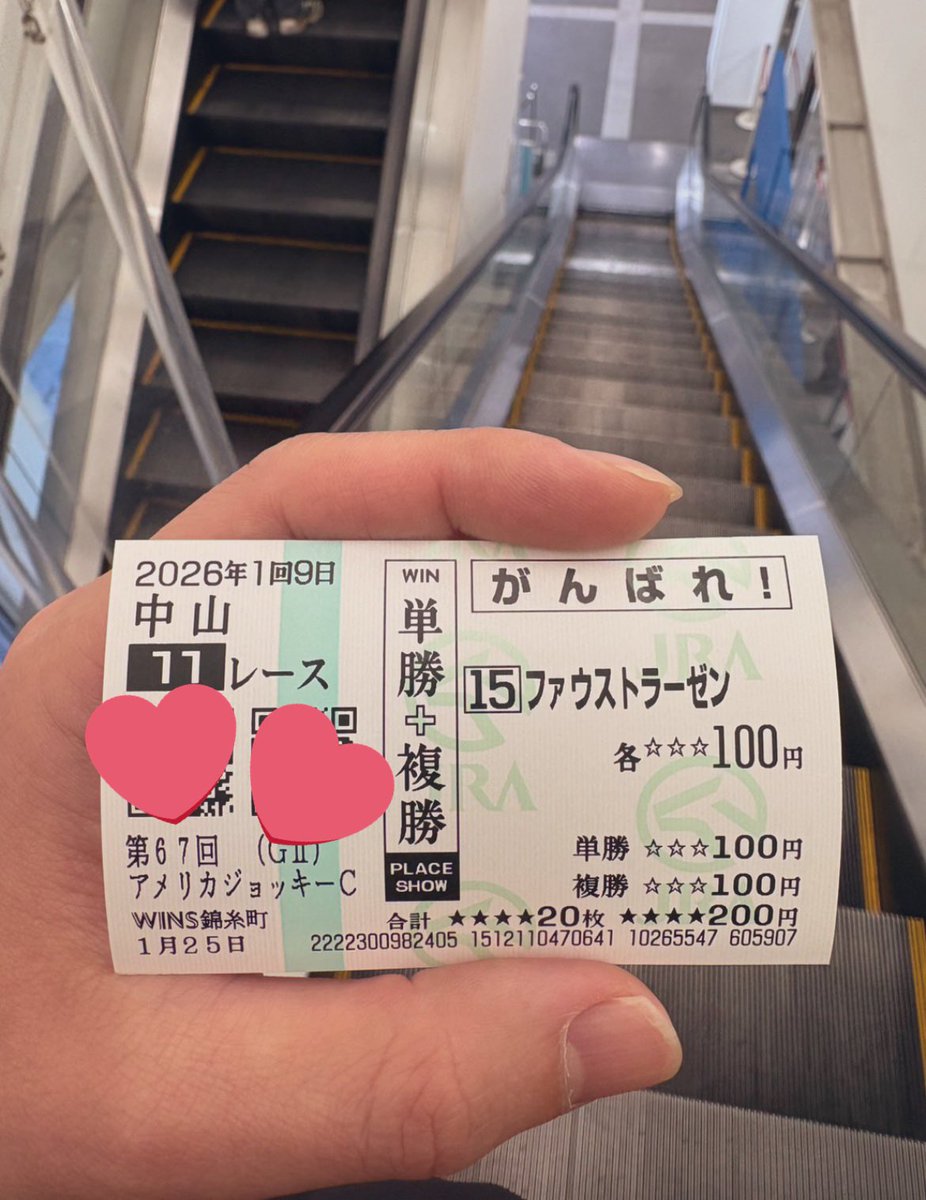 2026年1回9日
中山
11レース
第67回 (GⅡ)
アメリカジョッキーC
WINS錦糸町
1月25日
WIN
単勝+複勝
PLACE
SHOW
がんばれ!
15 ファウストラーゼン
各☆☆☆100円
単勝 ☆☆☆100円
複勝 ☆☆☆100円
合計 ★★★★20枚 ★★★★200円
2222300982405 1512110470641 10265547 605907
JRA
JRA